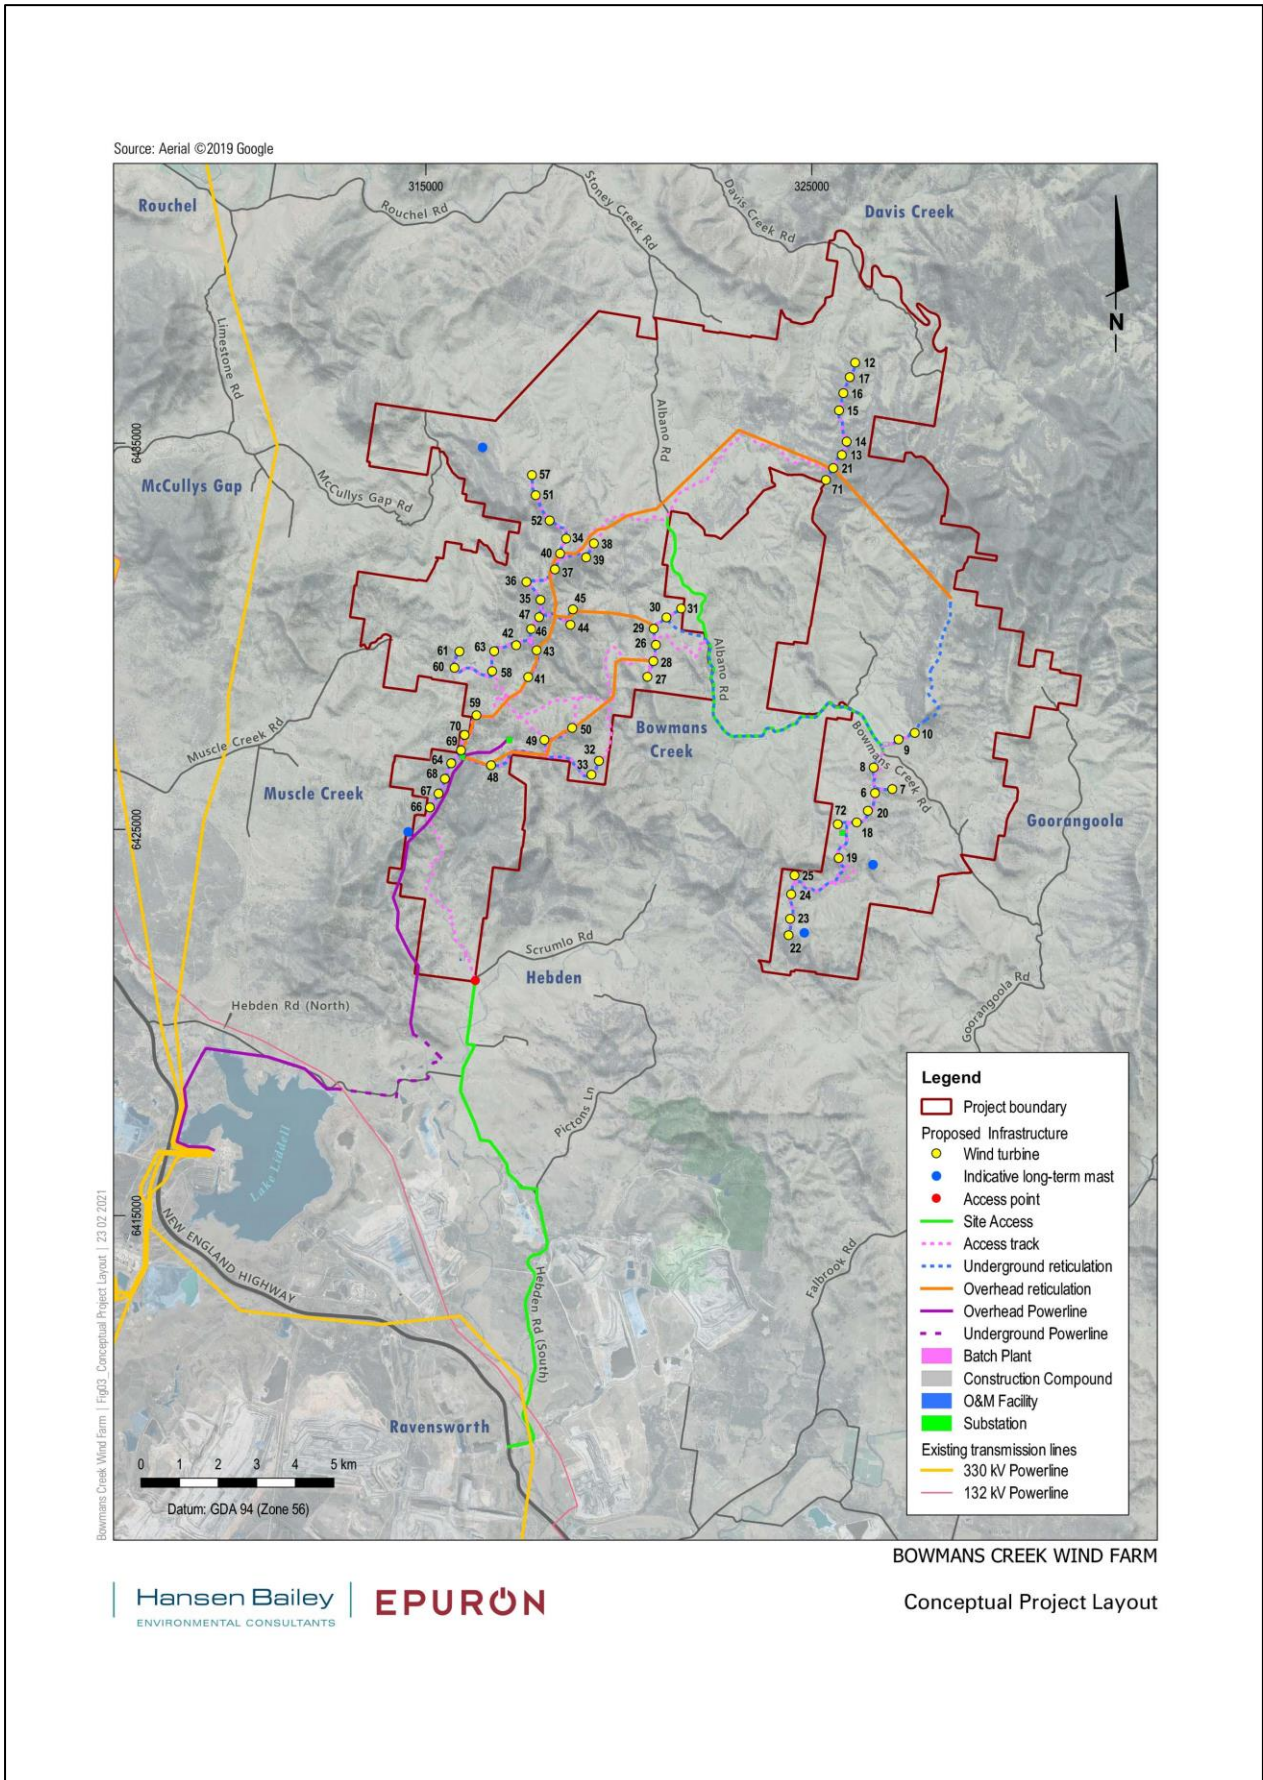 Source: Aerial ©2019 Google
315000
325000
Rouchel
Rouchel Rd
Stoney Creek Rd
Davis Creek Rd
Davis Creek
N
Limestone Rd
12
17
16
15
14
13
21
71
Albano Rd
6435000
McCullys Gap
McCullys Gap Rd
57
51
52
34
40
38
39
37
36
35
45
47
44
46
42
63
61
60
58
43
41
30
31
29
26
28
27
Albano Rd
59
70
69
64
68
67
66
48
49
50
32
33
Bowmans
Creek
Muscle Creek Rd
Muscle Creek
Bowmans Creek Rd
10
9
8
7
6
20
72
18
19
25
24
23
22
Goorangoola
6425000
Scrumlo Rd
Hebden
Goorangoola Rd
Hebden Rd (North)
Pictons Ln
Lake Liddell
6415000
NEW ENGLAND HIGHWAY
Hebden Rd (South)
Falbrook Rd
Ravensworth
Legend
Project boundary
Proposed Infrastructure
Wind turbine
Indicative long-term mast
Access point
Site Access
Access track
Underground reticulation
Overhead reticulation
Overhead Powerline
Underground Powerline
Batch Plant
Construction Compound
O&M Facility
Substation
Existing transmission lines
330 kV Powerline
132 kV Powerline
0 1 2 3 4 5 km
Datum: GDA 94 (Zone 56)
Bowmans Creek Wind Farm | Fig03_Conceptual Project Layout | 23 02 2021
BOWMANS CREEK WIND FARM
Conceptual Project Layout
Hansen Bailey
ENVIRONMENTAL CONSULTANTS
EPURON